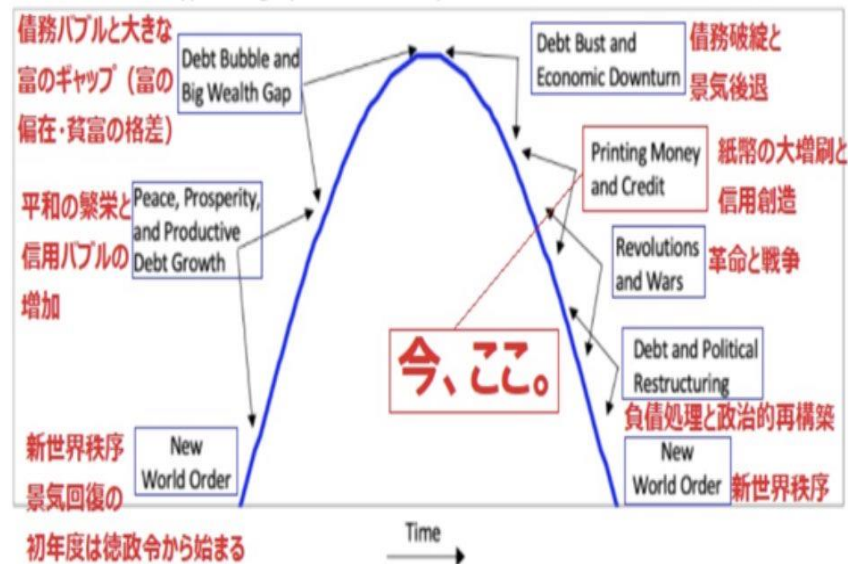 債務バブルと大きな
富のギャップ（富の
偏在・貧富の格差）
Debt Bubble and
Big Wealth Gap
Debt Bust and
Economic Downturn
債務破綻と
景気後退
Printing Money
and Credit
紙幣の大増刷と
信用創造
平和の繁栄と
信用バブルの
増加
Peace, Prosperity,
and Productive
Debt Growth
Revolutions
and Wars
革命と戦争
今、ここ。
Debt and Political
Restructuring
負債処理と政治的再構築
新世界秩序
景気回復の
初年度は徳政令から始まる
New
World Order
New
World Order
新世界秩序
Time